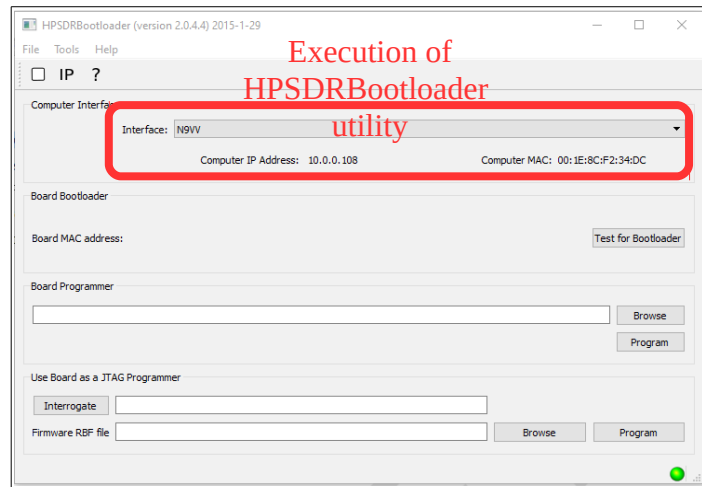 HPSDRBootloader (version 2.0.4.4) 2015-1-29
File Tools Help
Execution of
HPSDRBootloader
utility
IP ?
Computer Interface
Interface: N9VV
Computer IP Address: 10.0.0.108 Computer MAC: 00:1E:8C:F2:34:DC
Board Bootloader
Board MAC address: Test for Bootloader
Board Programmer
Browse
Program
Use Board as a JTAG Programmer
Interrogate
Firmware RBF file Browse Program